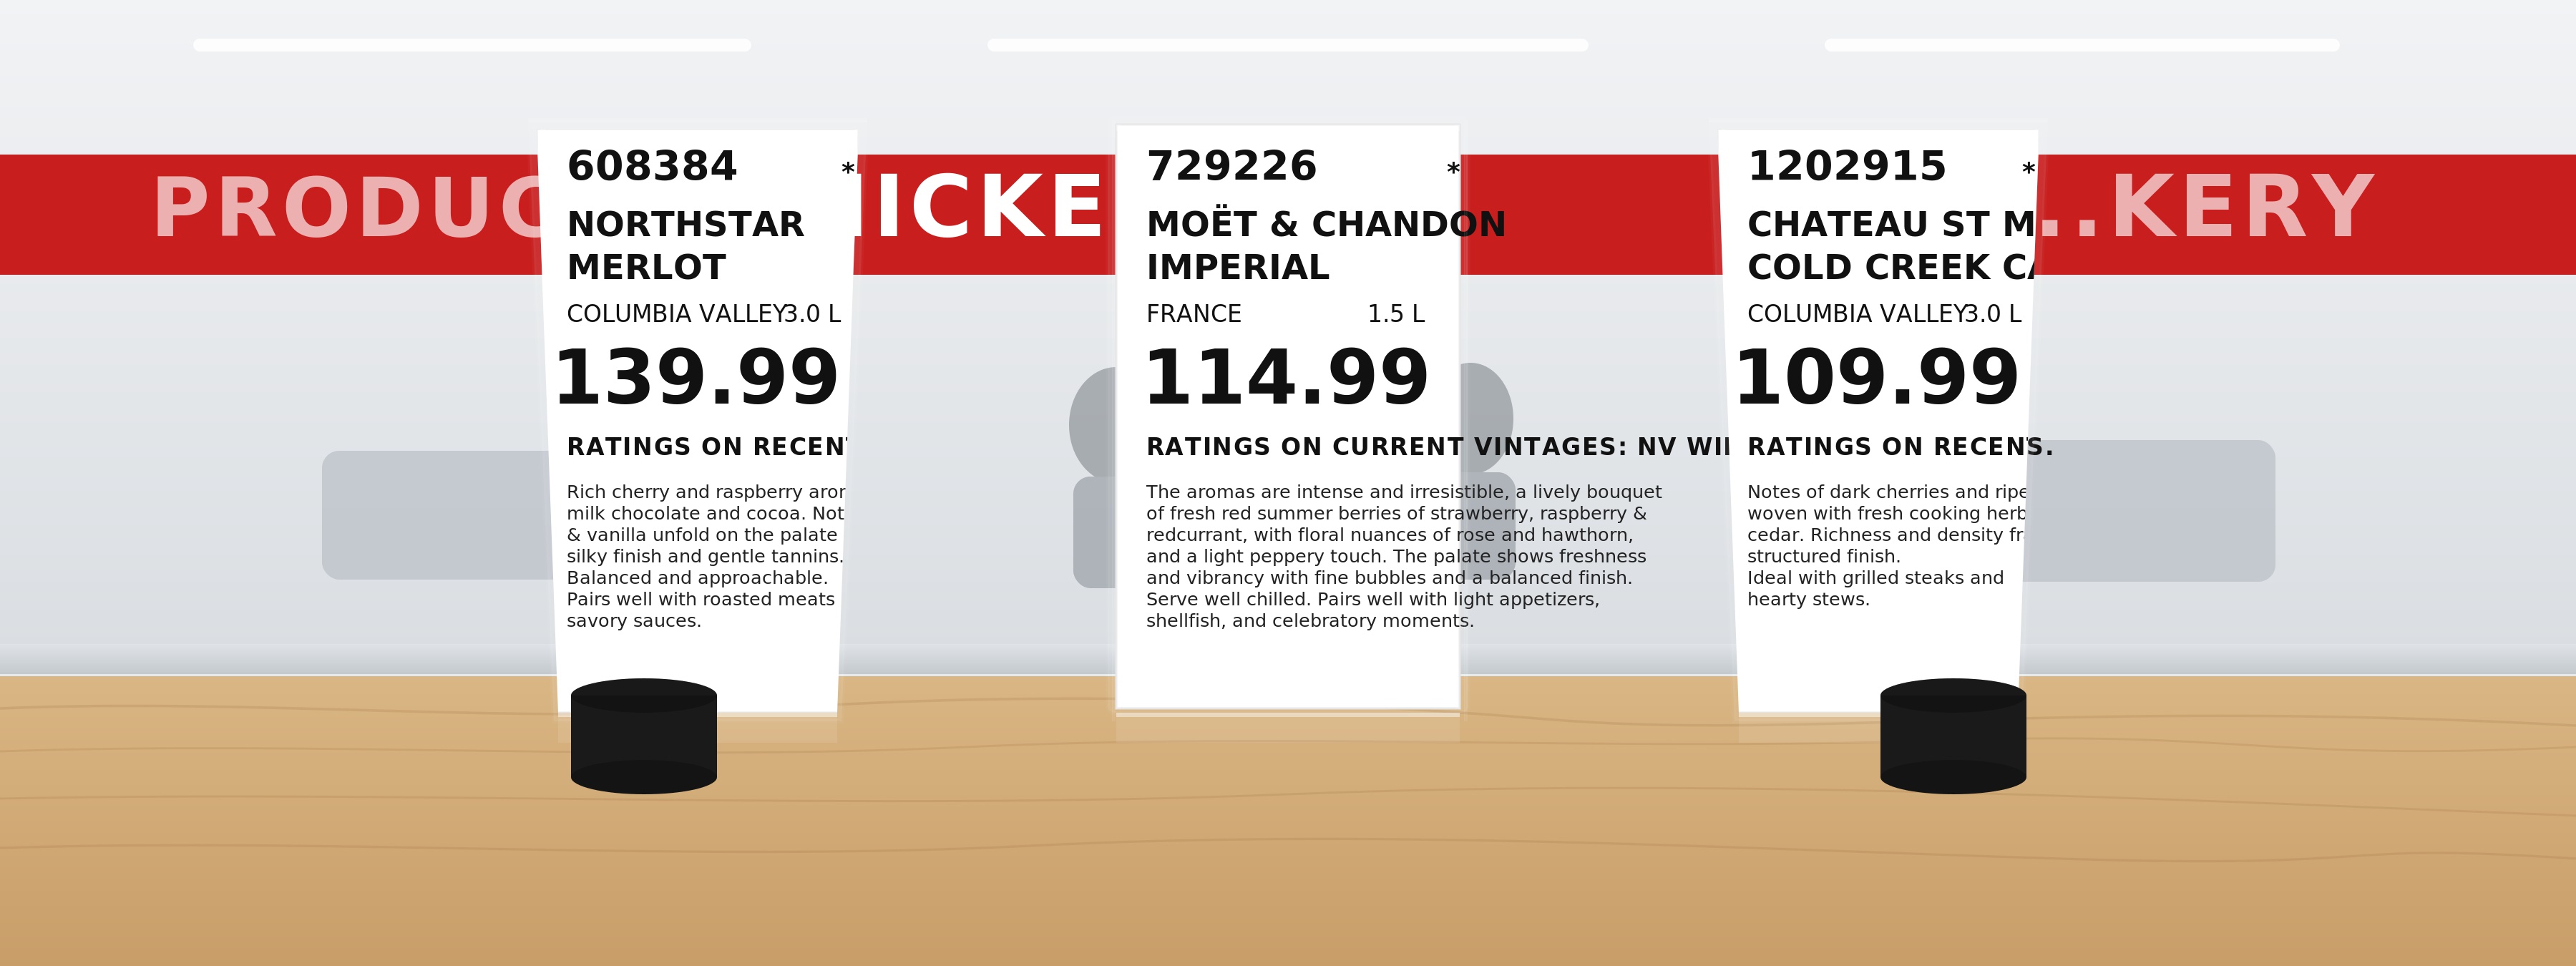 PRODUC
ICKE
..KERY
608384 *
NORTHSTAR
MERLOT
COLUMBIA VALLEY 3.0 L
139.99
RATINGS ON RECENT
Rich cherry and raspberry
milk chocolate and cocoa.
& vanilla unfold on the palate
silky finish and gentle tannins.
Balanced and approachable.
Pairs well with roasted meats
savory sauces.
729226 *
MOËT & CHANDON
IMPERIAL
FRANCE 1.5 L
114.99
RATINGS ON CURRENT VINTAGES: NV
The aromas are intense and irresistible, a lively bouquet
of fresh red summer berries of strawberry, raspberry &
redcurrant, with floral nuances of rose and hawthorn,
and a light peppery touch. The palate shows freshness
and vibrancy with fine bubbles and a balanced finish.
Serve well chilled. Pairs well with light appetizers,
shellfish, and celebratory moments.
1202915 *
CHATEAU ST M
COLD CREEK
COLUMBIA VALLEY 3.0 L
109.99
RATINGS ON
Notes of dark cherries and ripe
woven with fresh cooking herb
cedar. Richness and density
structured finish.
Ideal with grilled steaks and
hearty stews.